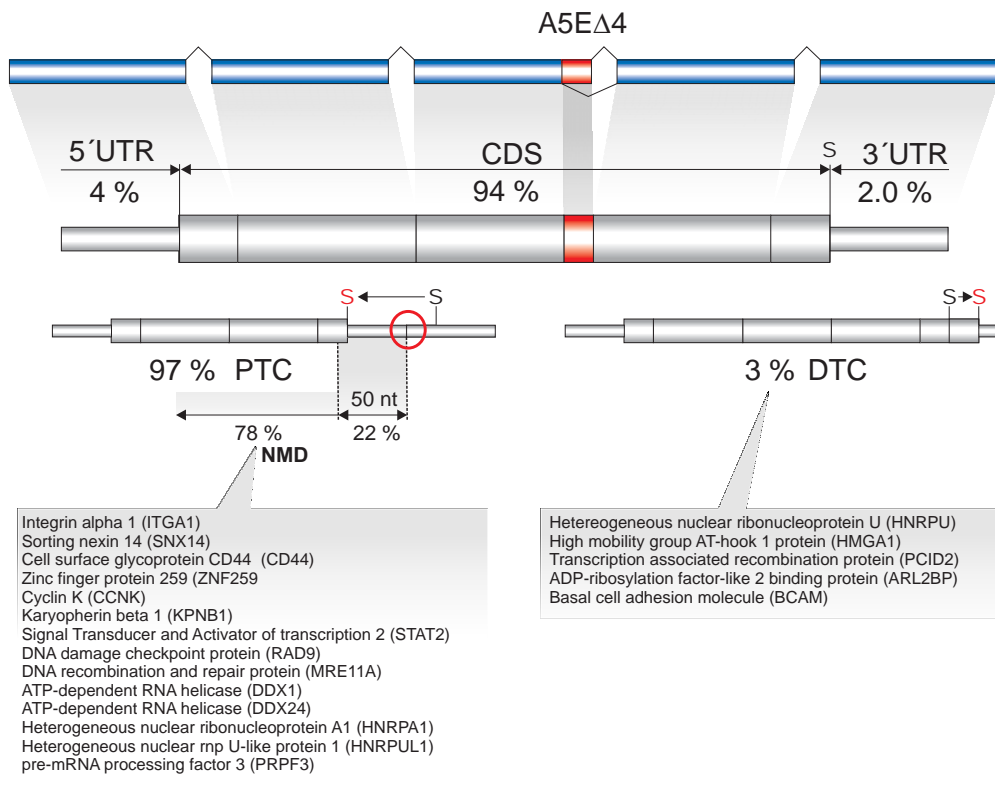 A5EΔ4
5´UTR
CDS
S
3´UTR
4 %
94 %
2.0 %
S
S
S
S
97 % PTC
3 % DTC
50 nt
78 %
22 %
NMD
Integrin alpha 1 (ITGA1)
Sorting nexin 14 (SNX14)
Cell surface glycoprotein CD44 (CD44)
Zinc finger protein 259 (ZNF259
Cyclin K (CCNK)
Karyopherin beta 1 (KPNB1)
Signal Transducer and Activator of transcription 2 (STAT2)
DNA damage checkpoint protein (RAD9)
DNA recombination and repair protein (MRE11A)
ATP-dependent RNA helicase (DDX1)
ATP-dependent RNA helicase (DDX24)
Heterogeneous nuclear ribonucleoprotein A1 (HNRPA1)
Heterogeneous nuclear rnp U-like protein 1 (HNRPUL1)
pre-mRNA processing factor 3 (PRPF3)
Hetereogeneous nuclear ribonucleoprotein U (HNRPU)
High mobility group AT-hook 1 protein (HMGA1)
Transcription associated recombination protein (PCID2)
ADP-ribosylation factor-like 2 binding protein (ARL2BP)
Basal cell adhesion molecule (BCAM)